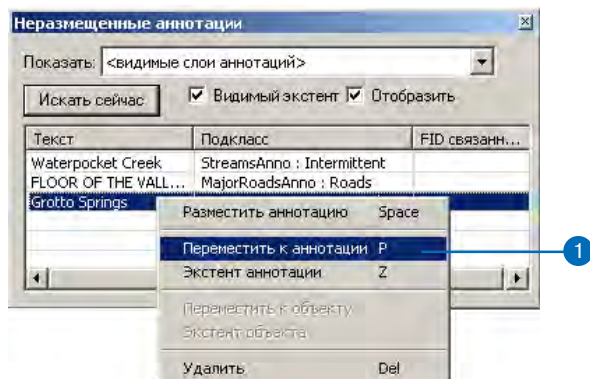 Неразмещенные аннотации
Показать: <видимые слои аннотаций>
Искать сейчас Видимый экстент Отобразить
Текст Подкласс FID связанн...
Waterpocket Creek StreamsAnno : Intermittent
FLOOR OF THE VALL... MajorRoadsAnno : Roads
Grotto Springs
Разместить аннотацию Space
Переместить к аннотации P
1
Экстент аннотации Z
Переместить к объекту
Экстент объекта
Удалить Del